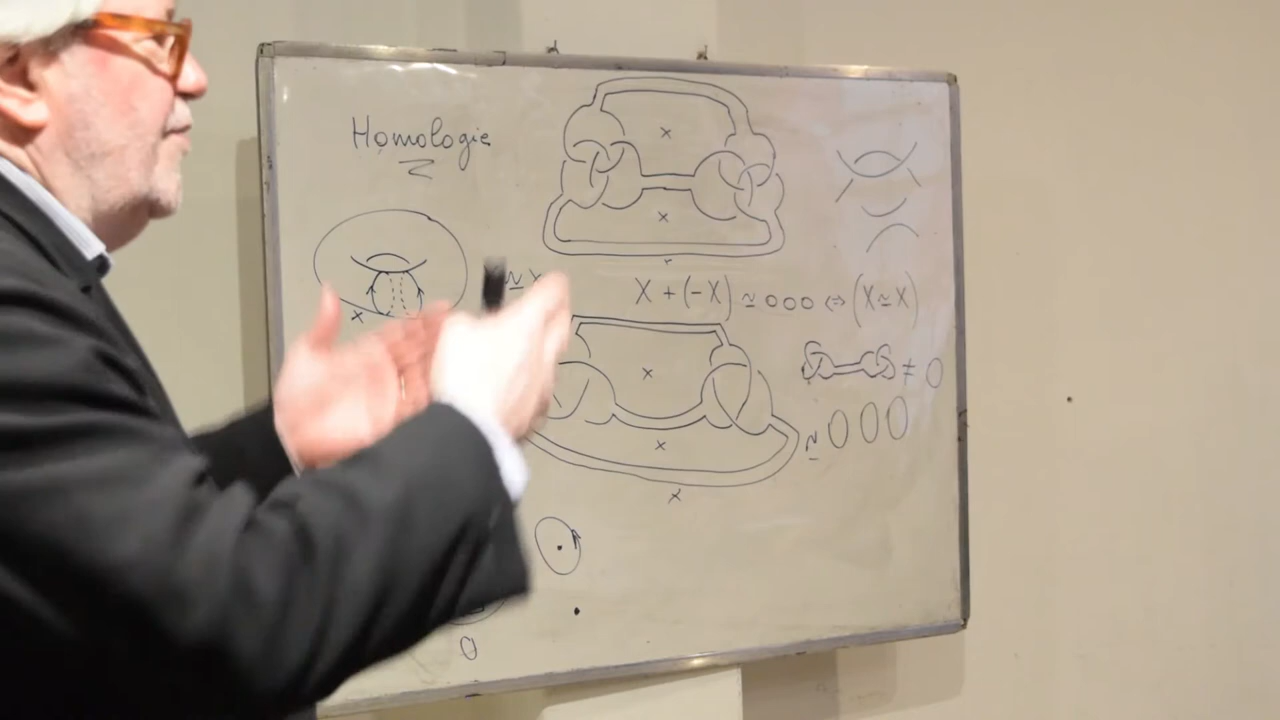 Homologie
x
x
x
≃ x
X + (-X) ≃ 000 ⇔ (X ≃ X)
x
≠ 0
x
≃ 000
x
0